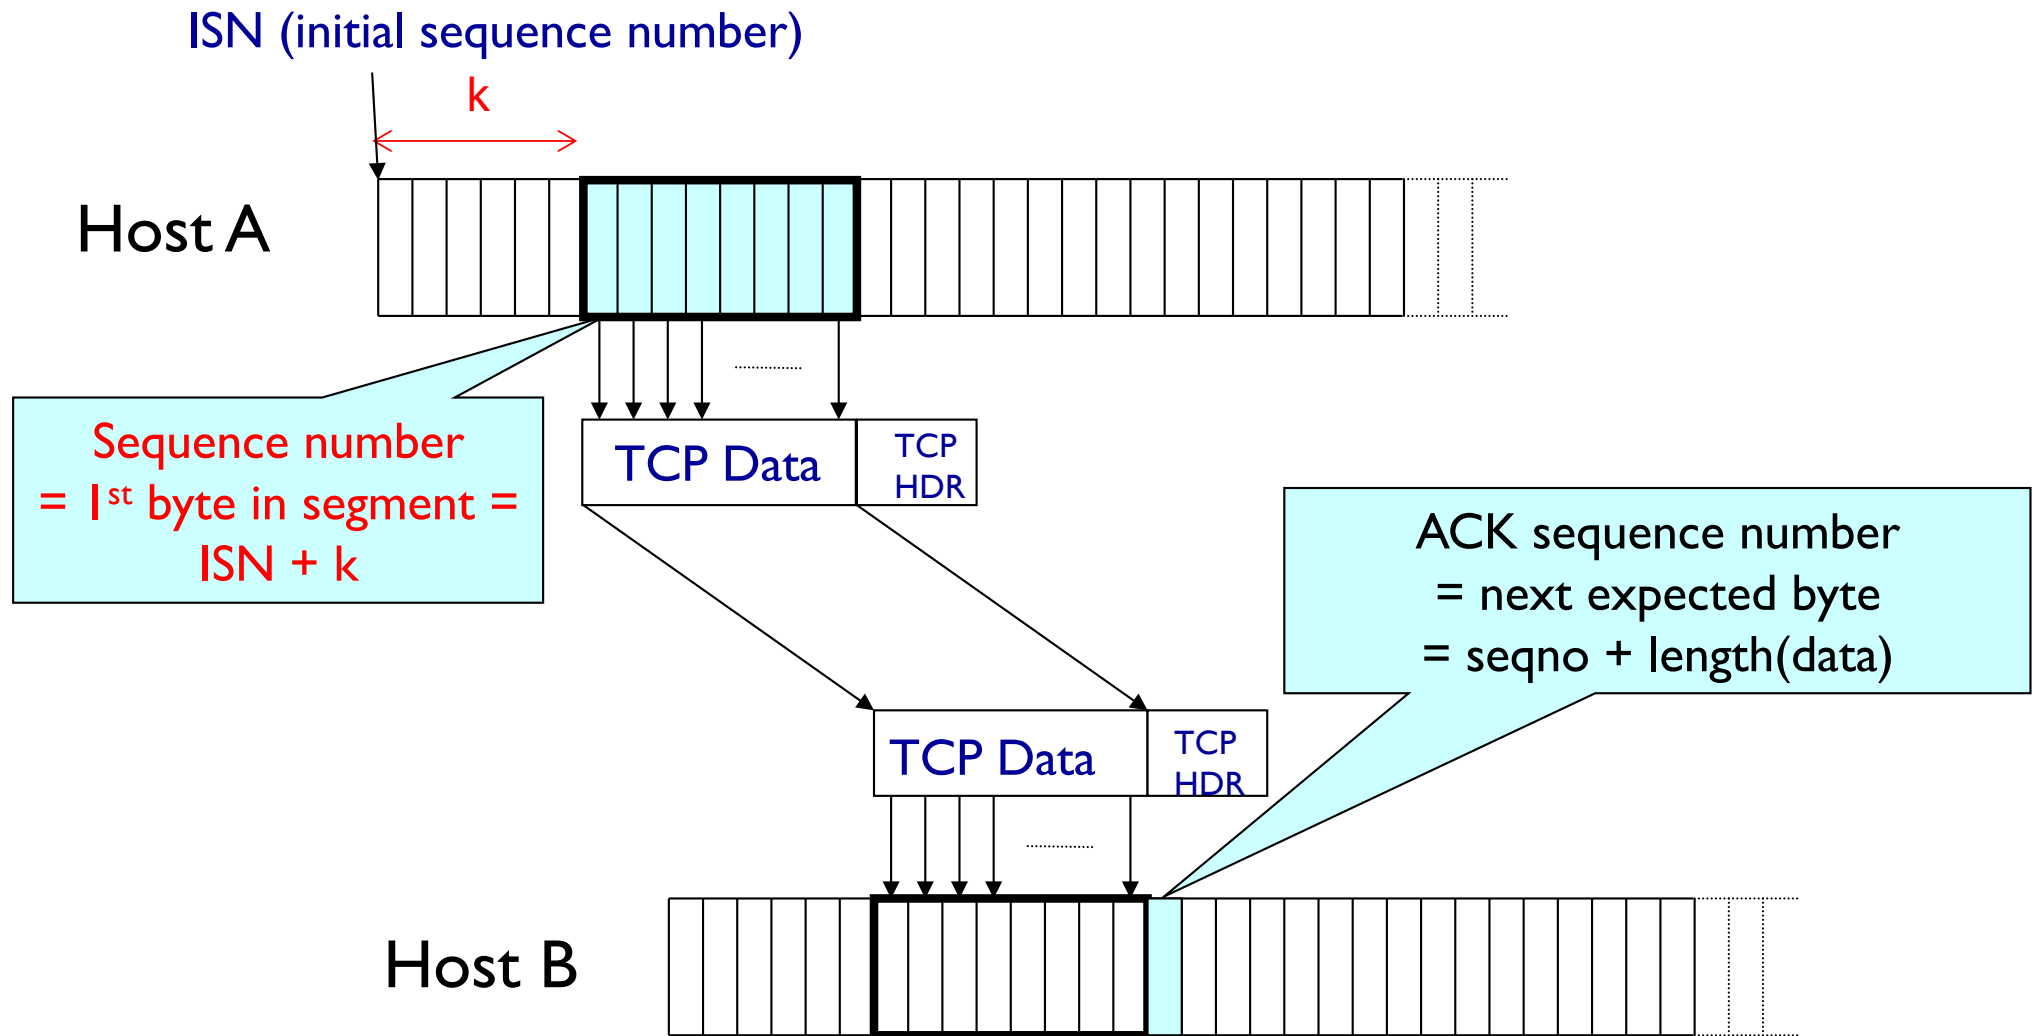 ISN (initial sequence number)
k
Host A
Sequence number
= 1st byte in segment =
ISN + k
TCP Data
TCP
HDR
ACK sequence number
= next expected byte
= seqno + length(data)
TCP Data
TCP
HDR
Host B